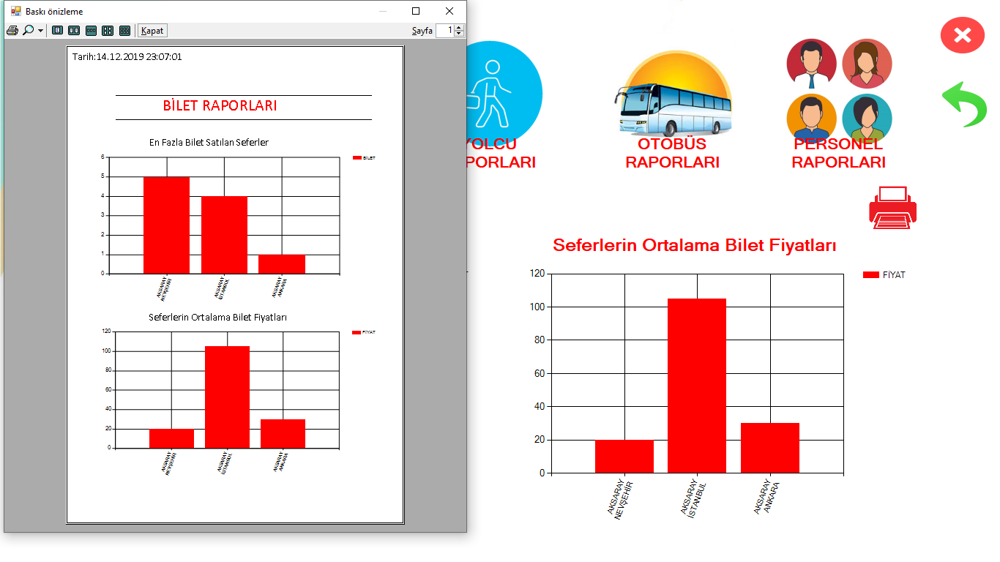 Baskı önizleme
Kapat
Sayfa
1
Tarih:14.12.2019 23:07:01
BİLET RAPORLARI
En Fazla Bilet Satılan Seferler
6
5
4
3
2
1
0
BİLET
AKSARAY
NEVŞEHİR
AKSARAY
İSTANBUL
AKSARAY
ANKARA
Seferlerin Ortalama Bilet Fiyatları
120
100
80
60
40
20
0
FİYAT
AKSARAY
NEVŞEHİR
AKSARAY
İSTANBUL
AKSARAY
ANKARA
YOLCU
PORLARI
OTOBÜS
RAPORLARI
PERSONEL
RAPORLARI
Seferlerin Ortalama Bilet Fiyatları
120
100
80
60
40
20
0
FİYAT
AKSARAY
NEVŞEHİR
AKSARAY
İSTANBUL
AKSARAY
ANKARA